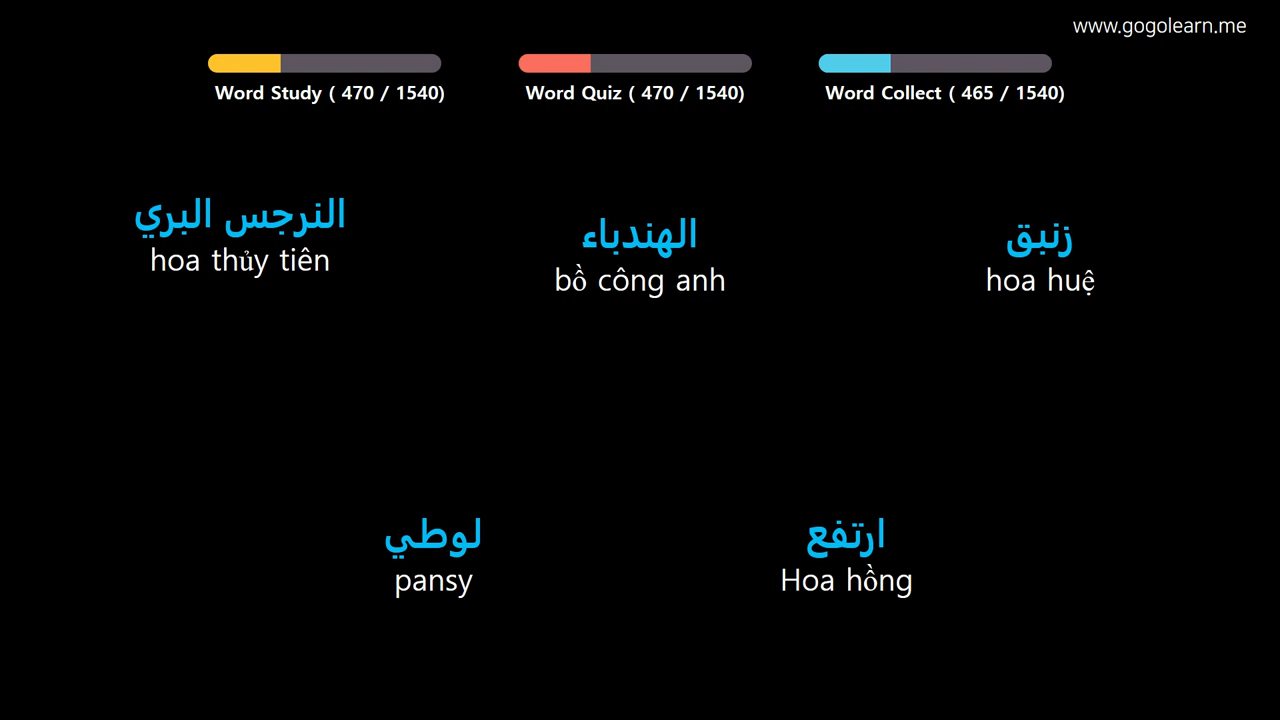 www.gogolearn.me
Word Study ( 470 / 1540)
Word Quiz ( 470 / 1540)
Word Collect ( 465 / 1540)
النرجس البري
hoa thủy tiên
الهندباء
bồ công anh
زنبق
hoa huệ
لوطي
pansy
ارتفع
Hoa hồng